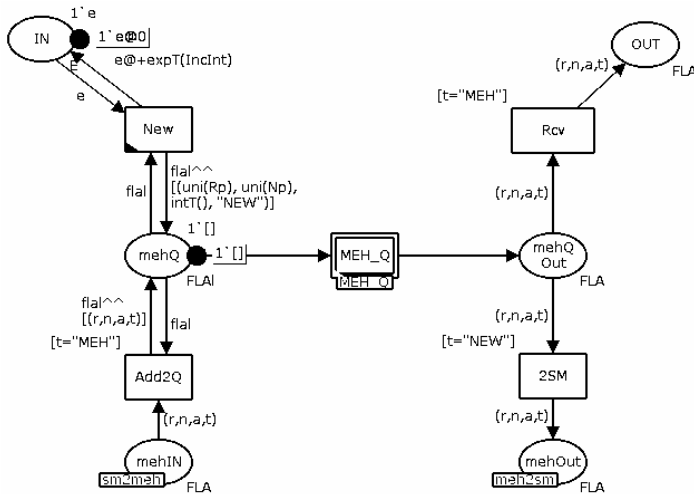 1`e
IN
1`e@0
OUT
E
e@+expT(IncInt)
(r,n,a,t)
FLA
e
[t="MEH"]
New
Rcv
flal
flal^^
[(uni(Rp), uni(Np),
intT(), "NEW")]
(r,n,a,t)
1`[]
mehQ
1`[]
MEH_Q
mehQ
Out
FLAl
MEH_Q
FLA
flal^^
[(r,n,a,t)]
flal
(r,n,a,t)
[t="MEH"]
[t="NEW"]
Add2Q
2SM
(r,n,a,t)
(r,n,a,t)
mehIN
mehOut
sm2meh
FLA
meh2sm
FLA